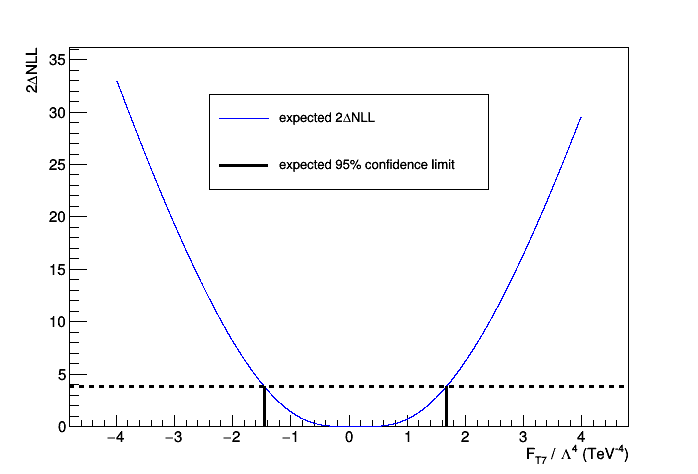 2ΔNLL
35
30
25
20
15
10
5
0
expected 2ΔNLL
expected 95% confidence limit
−4 −3 −2 −1 0 1 2 3 4
F_T7 / Λ^4 (TeV^-4)